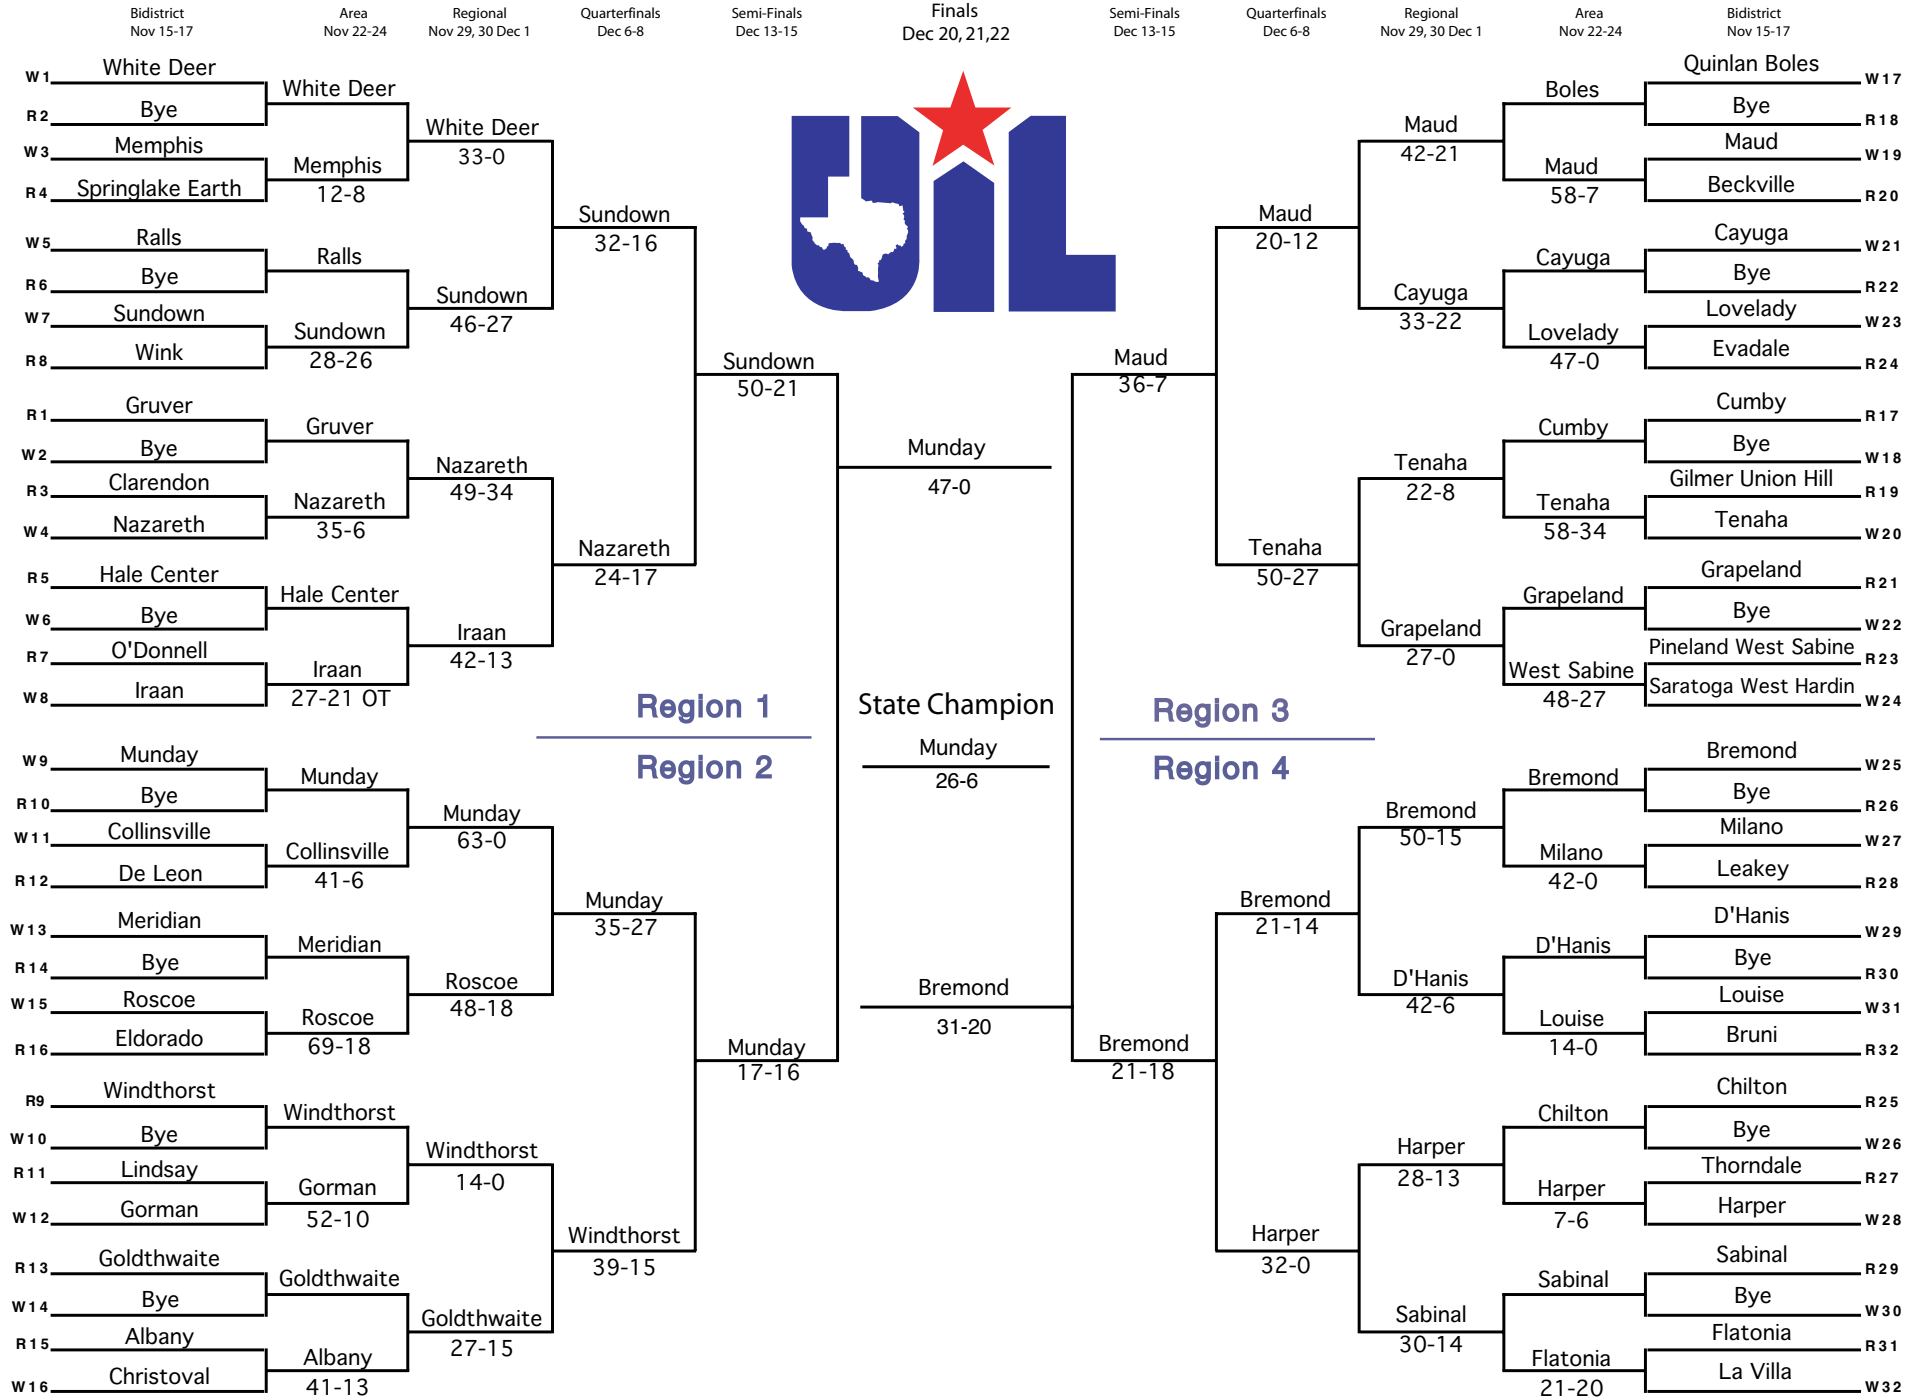 Bidistrict
Nov 15-17
Area
Nov 22-24
Regional
Nov 29, 30 Dec 1
Quarterfinals
Dec 6-8
Semi-Finals
Dec 13-15
Finals
Dec 20, 21,22
Semi-Finals
Dec 13-15
Quarterfinals
Dec 6-8
Regional
Nov 29, 30 Dec 1
Area
Nov 22-24
Bidistrict
Nov 15-17
W1 White Deer
R2 Bye
W3 Memphis
R4 Springlake Earth
W5 Ralls
R6 Bye
W7 Sundown
R8 Wink
R1 Gruver
W2 Bye
R3 Clarendon
W4 Nazareth
R5 Hale Center
W6 Bye
R7 O'Donnell
W8 Iraan
W9 Munday
R10 Bye
W11 Collinsville
R12 De Leon
W13 Meridian
R14 Bye
W15 Roscoe
R16 Eldorado
R9 Windthorst
W10 Bye
R11 Lindsay
W12 Gorman
R13 Goldthwaite
W14 Bye
R15 Albany
W16 Christoval
White Deer
Memphis
12-8
Ralls
Sundown
28-26
Gruver
Nazareth
35-6
Hale Center
Iraan
27-21 OT
Munday
Collinsville
41-6
Meridian
Roscoe
69-18
Windthorst
Gorman
52-10
Goldthwaite
Albany
41-13
White Deer
33-0
Sundown
46-27
Nazareth
49-34
Iraan
42-13
Munday
63-0
Roscoe
48-18
Windthorst
14-0
Goldthwaite
27-15
Sundown
32-16
Nazareth
24-17
Munday
35-27
Windthorst
39-15
Sundown
50-21
Munday
17-16
Region 1
Region 2
UIL
Munday
47-0
State Champion
Munday
26-6
Bremond
31-20
Region 3
Region 4
Maud
36-7
Bremond
21-18
Maud
20-12
Tenaha
50-27
Bremond
21-14
Harper
32-0
Maud
42-21
Cayuga
33-22
Tenaha
22-8
Grapeland
27-0
Bremond
50-15
D'Hanis
42-6
Harper
28-13
Sabinal
30-14
Boles
Maud
58-7
Cayuga
Lovelady
47-0
Cumby
Tenaha
58-34
Grapeland
West Sabine
48-27
Bremond
Milano
42-0
D'Hanis
Louise
14-0
Chilton
Harper
7-6
Sabinal
Flatonia
21-20
Quinlan Boles W17
Bye R18
Maud W19
Beckville R20
Cayuga W21
Bye R22
Lovelady W23
Evadale R24
Cumby R17
Bye W18
Gilmer Union Hill R19
Tenaha W20
Grapeland R21
Bye W22
Pineland West Sabine R23
Saratoga West Hardin W24
Bremond W25
Bye R26
Milano W27
Leakey R28
D'Hanis W29
Bye R30
Louise W31
Bruni R32
Chilton R25
Bye W26
Thorndale R27
Harper W28
Sabinal R29
Bye W30
Flatonia R31
La Villa W32